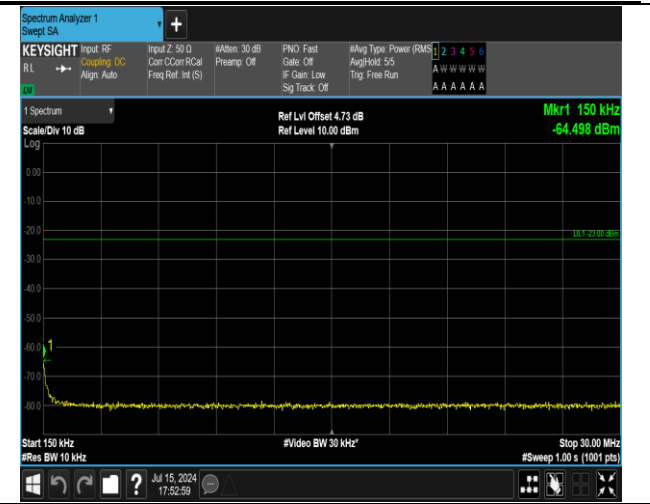 Spectrum Analyzer 1
Swept SA
+
KEYSIGHT Input: RF Input Z: 50 Ω #Atten: 30 dB PNO: Fast #Avg Type: Power (RMS 1 2 3 4 5 6
RL Coupling: DC Corr CCorr RCal Preamp: Off Gate: Off Avg|Hold: 5/5 A W W W W W
Align: Auto Freq Ref: Int (S) IF Gain: Low Trig: Free Run
Sig Track: Off A A A A A A
1 Spectrum Ref Lvl Offset 4.73 dB Mkr1 150 kHz
Scale/Div 10 dB Ref Level 10.00 dBm -64.498 dBm
Log
0.00
-10.0
-20.0
DL1 -23.00 dBm
-30.0
-40.0
-50.0
-60.0 1
-70.0
-80.0
Start 150 kHz #Video BW 30 kHz* Stop 30.00 MHz
#Res BW 10 kHz #Sweep 1.00 s (1001 pts)
? Jul 15, 2024
17:52:59